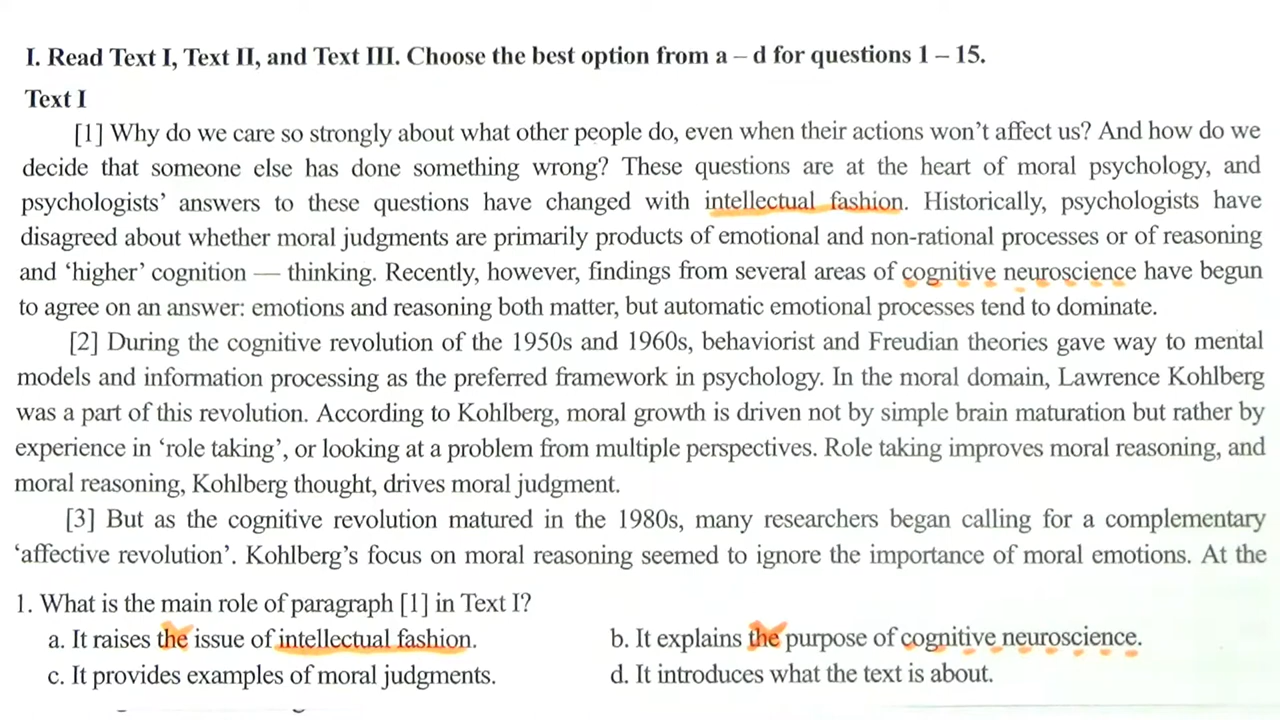 I. Read Text I, Text II, and Text III. Choose the best option from a – d for questions 1 – 15.
Text I
[1] Why do we care so strongly about what other people do, even when their actions won’t affect us? And how do we
decide that someone else has done something wrong? These questions are at the heart of moral psychology, and
psychologists’ answers to these questions have changed with intellectual fashion. Historically, psychologists have
disagreed about whether moral judgments are primarily products of emotional and non-rational processes or of reasoning
and ‘higher’ cognition — thinking. Recently, however, findings from several areas of cognitive neuroscience have begun
to agree on an answer: emotions and reasoning both matter, but automatic emotional processes tend to dominate.
[2] During the cognitive revolution of the 1950s and 1960s, behaviorist and Freudian theories gave way to mental
models and information processing as the preferred framework in psychology. In the moral domain, Lawrence Kohlberg
was a part of this revolution. According to Kohlberg, moral growth is driven not by simple brain maturation but rather by
experience in ‘role taking’, or looking at a problem from multiple perspectives. Role taking improves moral reasoning, and
moral reasoning, Kohlberg thought, drives moral judgment.
[3] But as the cognitive revolution matured in the 1980s, many researchers began calling for a complementary
‘affective revolution’. Kohlberg’s focus on moral reasoning seemed to ignore the importance of moral emotions. At the
1. What is the main role of paragraph [1] in Text I?
a. It raises the issue of intellectual fashion. b. It explains the purpose of cognitive neuroscience.
c. It provides examples of moral judgments. d. It introduces what the text is about.